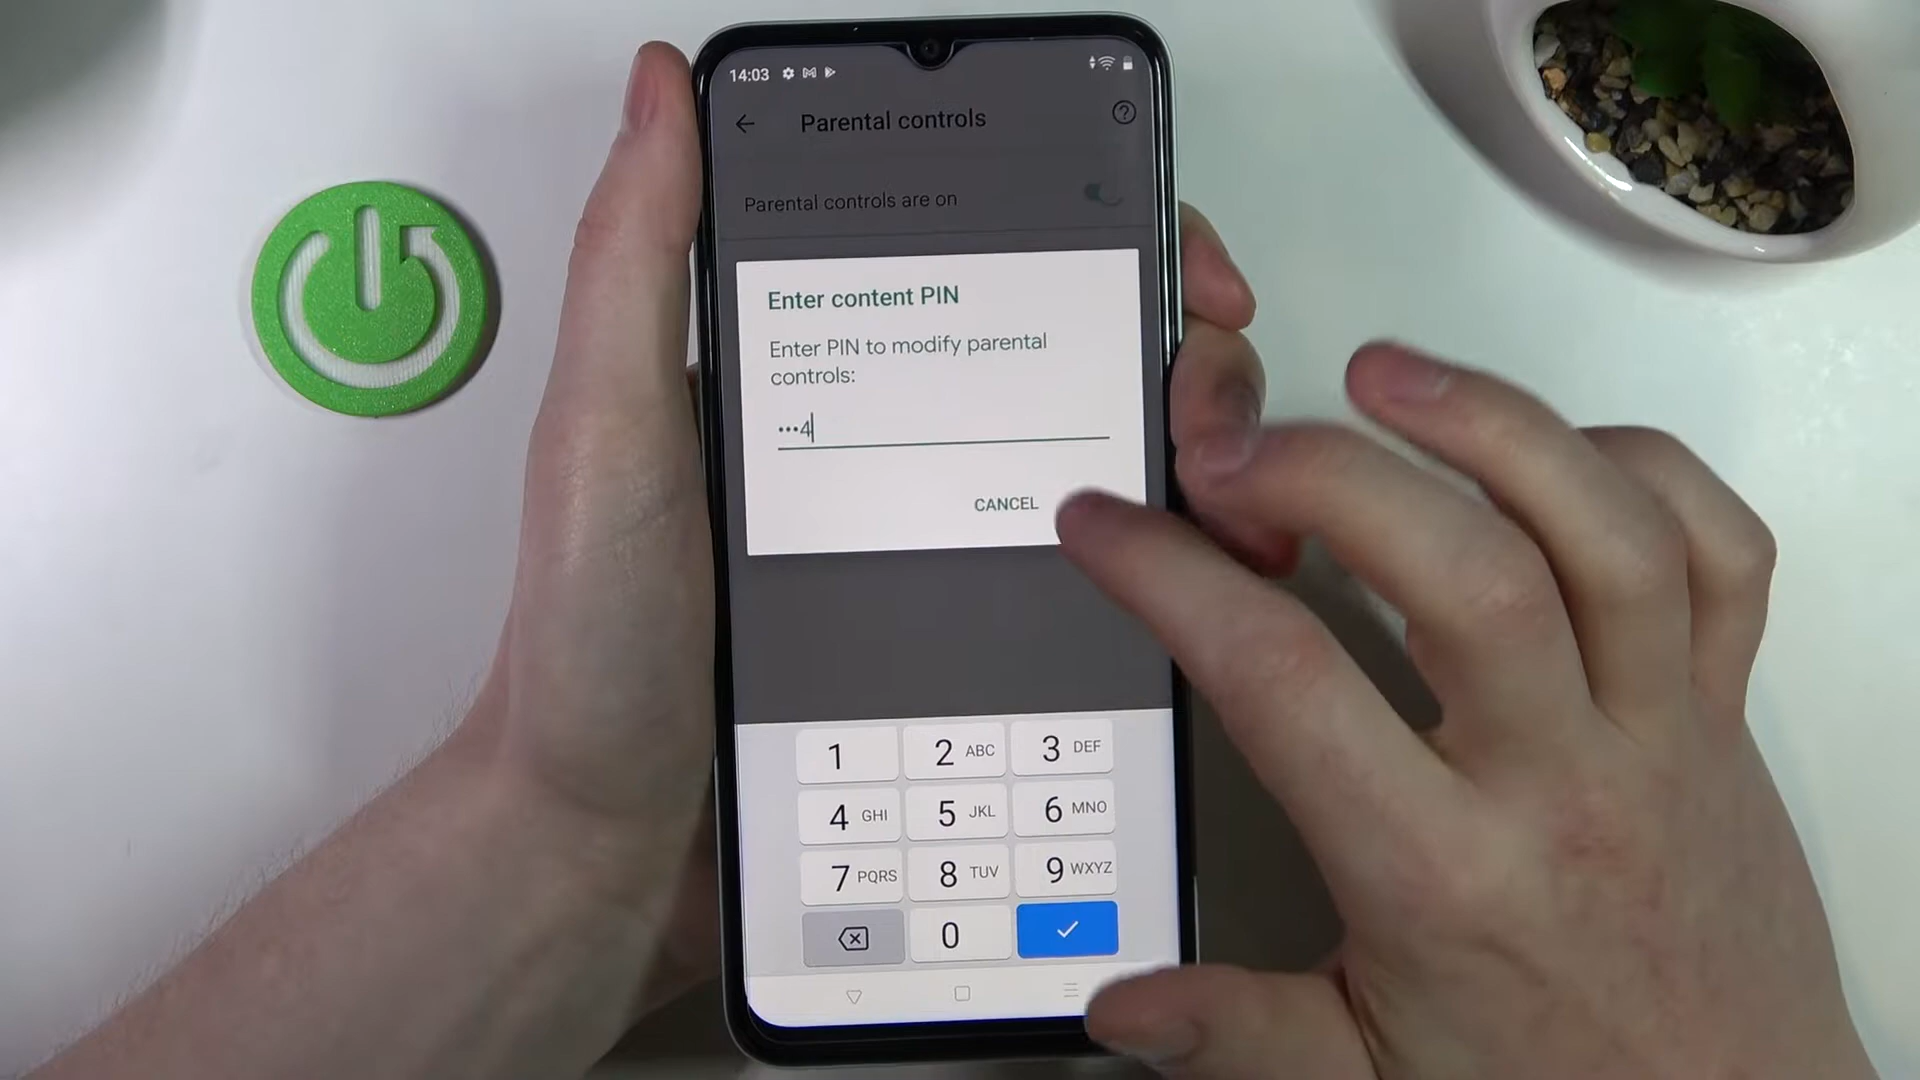 14:03
Parental controls
Parental controls are on
Enter content PIN
Enter PIN to modify parental
controls:
•••4
CANCEL
1
2 ABC
3 DEF
4 GHI
5 JKL
6 MNO
7 PQRS
8 TUV
9 WXYZ
0